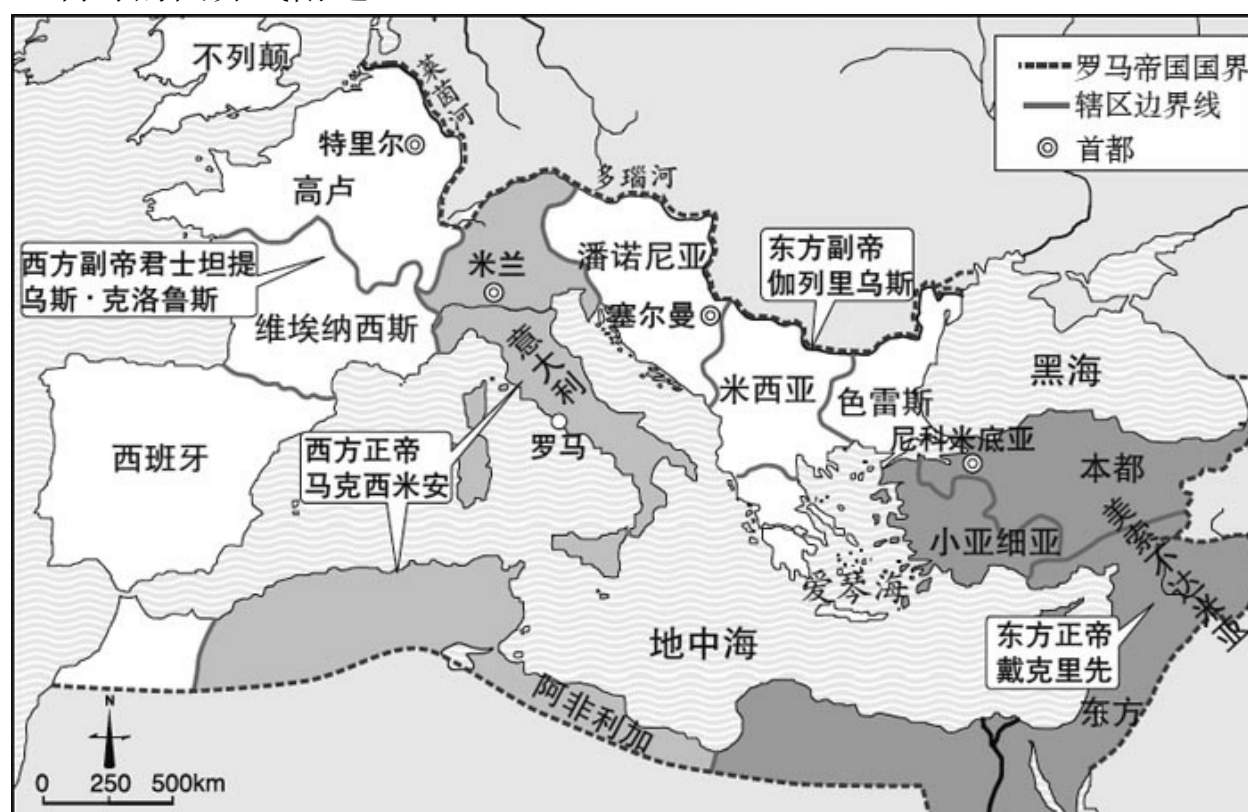 不列颠
莱茵河
罗马帝国国界
辖区边界线
首都
特里尔
高卢
多瑙河
西方副帝君士坦提
乌斯·克洛鲁斯
米兰
潘诺尼亚
东方副帝
伽列里乌斯
塞尔曼
维埃纳西斯
意大利
米西亚
色雷斯
黑海
西班牙
西方正帝
马克西米安
罗马
尼科米底亚
本都
小亚细亚
美索不达米亚
爱琴海
地中海
东方正帝
戴克里先
阿非利加
东方
N
0 250 500km